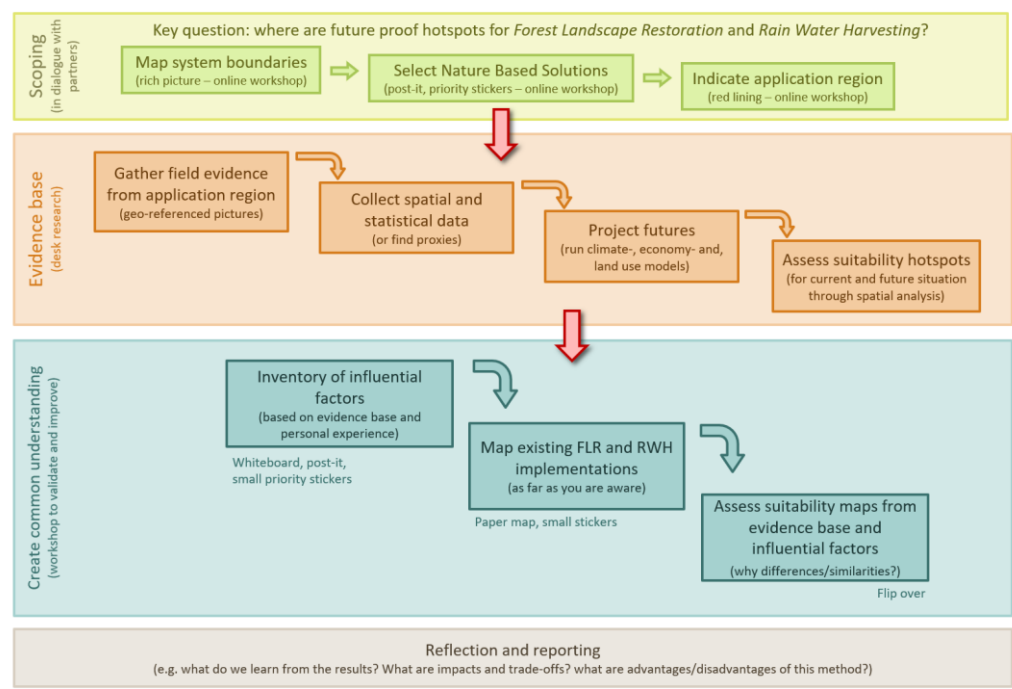 Scoping
(in dialogue with
partners)
Key question: where are future proof hotspots for Forest Landscape Restoration and Rain Water Harvesting?
Map system boundaries
(rich picture – online workshop)
Select Nature Based Solutions
(post-it, priority stickers – online workshop)
Indicate application region
(red lining – online workshop)
Evidence base
(desk research)
Gather field evidence
from application region
(geo-referenced pictures)
Collect spatial and
statistical data
(or find proxies)
Project futures
(run climate-, economy- and,
land use models)
Assess suitability hotspots
(for current and future situation
through spatial analysis)
Create common understanding
(workshop to validate and improve)
Inventory of influential
factors
(based on evidence base and
personal experience)
Whiteboard, post-it,
small priority stickers
Map existing FLR and RWH
implementations
(as far as you are aware)
Paper map, small stickers
Assess suitability maps from
evidence base and
influential factors
(why differences/similarities?)
Flip over
Reflection and reporting
(e.g. what do we learn from the results? What are impacts and trade-offs? what are advantages/disadvantages of this method?)